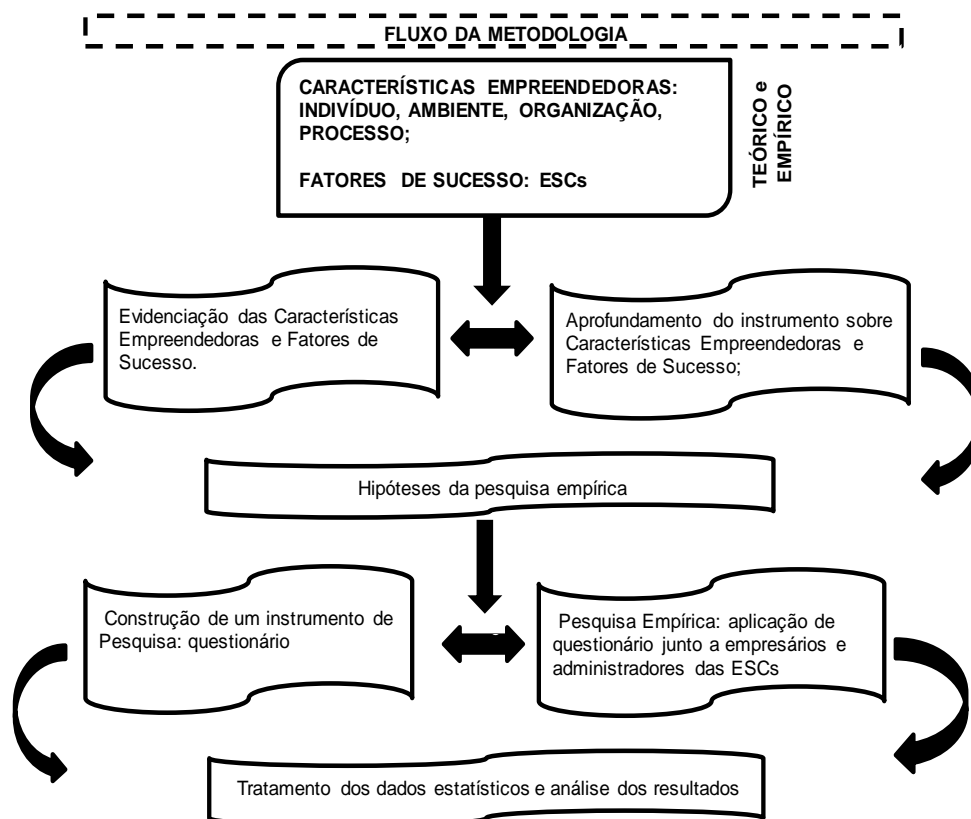 FLUXO DA METODOLOGIA
CARACTERÍSTICAS EMPREENDEDORAS:
INDIVÍDUO, AMBIENTE, ORGANIZAÇÃO,
PROCESSO;
FATORES DE SUCESSO: ESCs
TEÓRICO e
EMPÍRICO
Evidenciação das Características
Empreendedoras e Fatores de
Sucesso.
Aprofundamento do instrumento sobre
Características Empreendedoras e
Fatores de Sucesso;
Hipóteses da pesquisa empírica
Construção de um instrumento de
Pesquisa: questionário
Pesquisa Empírica: aplicação de
questionário junto a empresários e
administradores das ESCs
Tratamento dos dados estatísticos e análise dos resultados